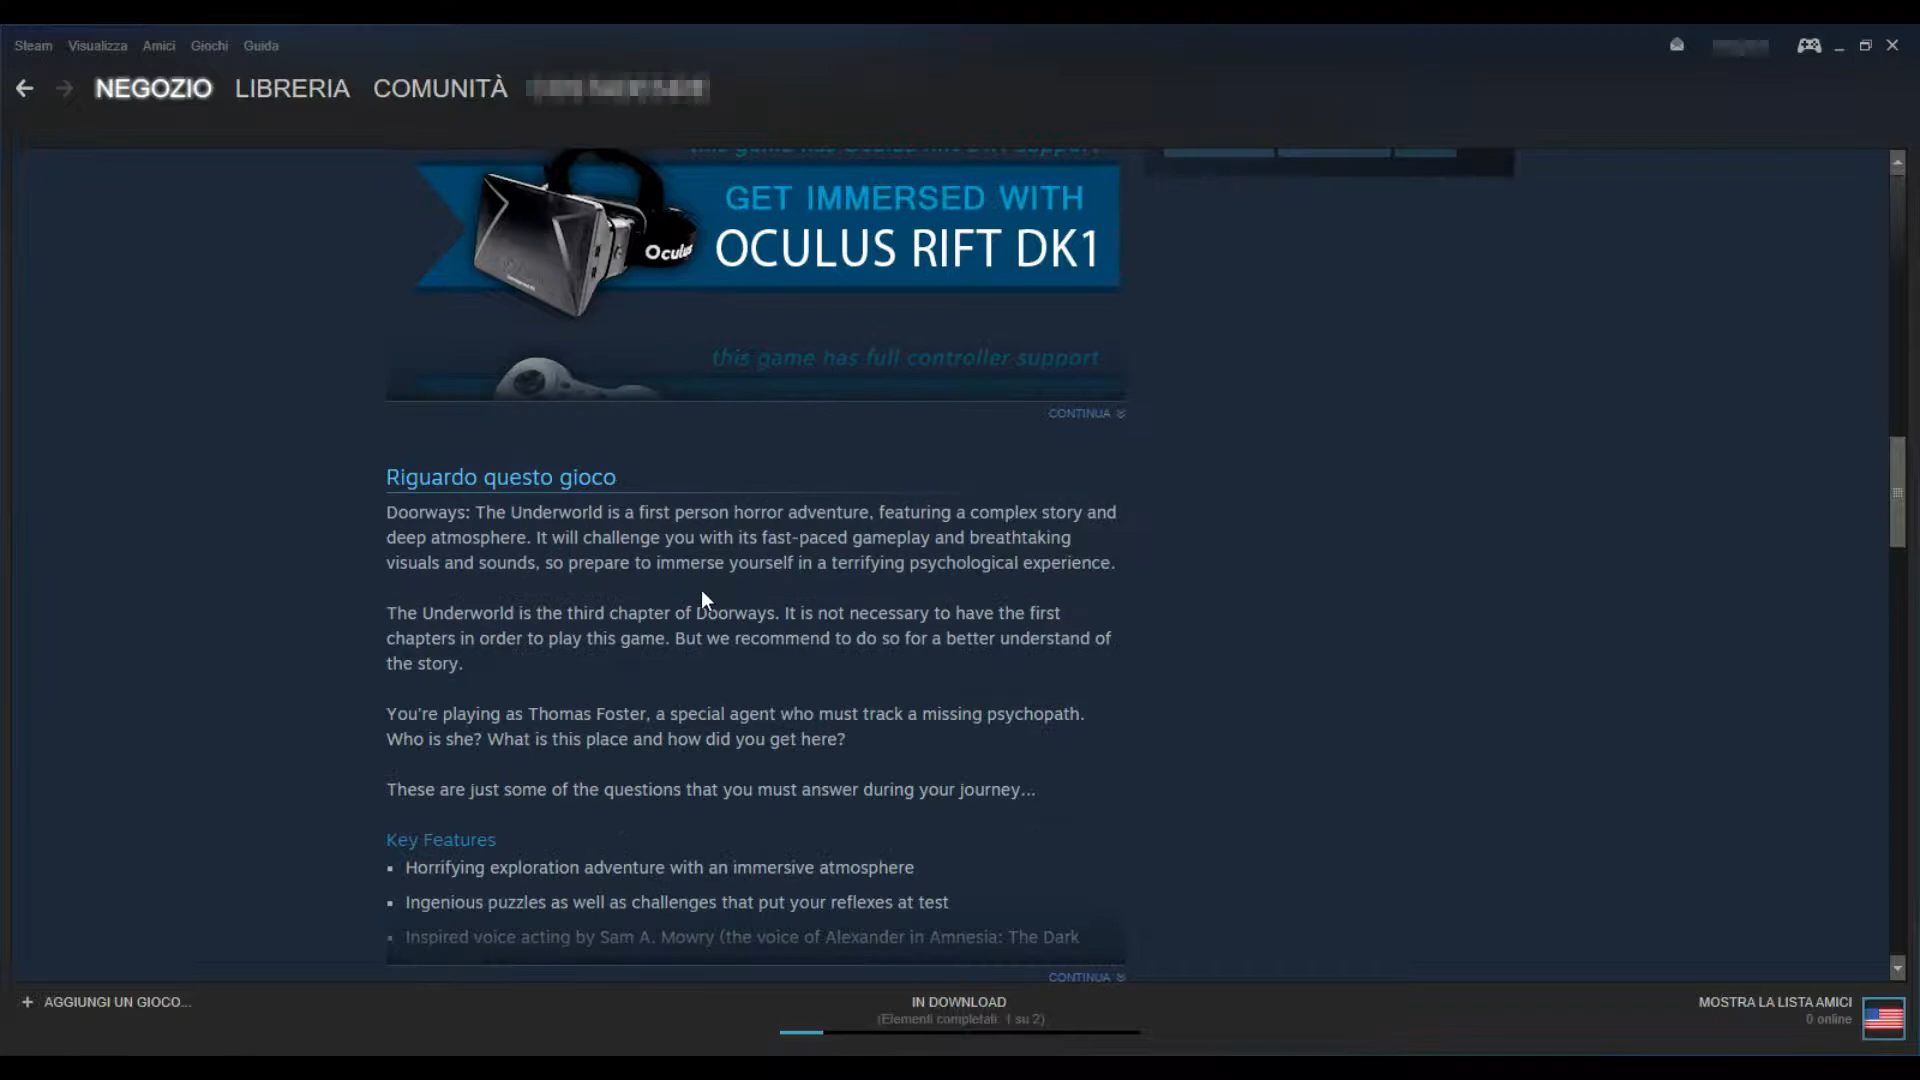 Steam Visualizza Amici Giochi Guida
NEGOZIO LIBRERIA COMUNITÀ
this game has Oculus Rift DK1 support
GET IMMERSED WITH
OCULUS RIFT DK1
Oculus
this game has full controller support
CONTINUA
Riguardo questo gioco
Doorways: The Underworld is a first person horror adventure, featuring a complex story and
deep atmosphere. It will challenge you with its fast-paced gameplay and breathtaking
visuals and sounds, so prepare to immerse yourself in a terrifying psychological experience.
The Underworld is the third chapter of Doorways. It is not necessary to have the first
chapters in order to play this game. But we recommend to do so for a better understand of
the story.
You're playing as Thomas Foster, a special agent who must track a missing psychopath.
Who is she? What is this place and how did you get here?
These are just some of the questions that you must answer during your journey...
Key Features
Horrifying exploration adventure with an immersive atmosphere
Ingenious puzzles as well as challenges that put your reflexes at test
Inspired voice acting by Sam A. Mowry (the voice of Alexander in Amnesia: The Dark
CONTINUA
+ AGGIUNGI UN GIOCO...
IN DOWNLOAD
(Elementi completati: 1 su 2)
MOSTRA LA LISTA AMICI
0 online